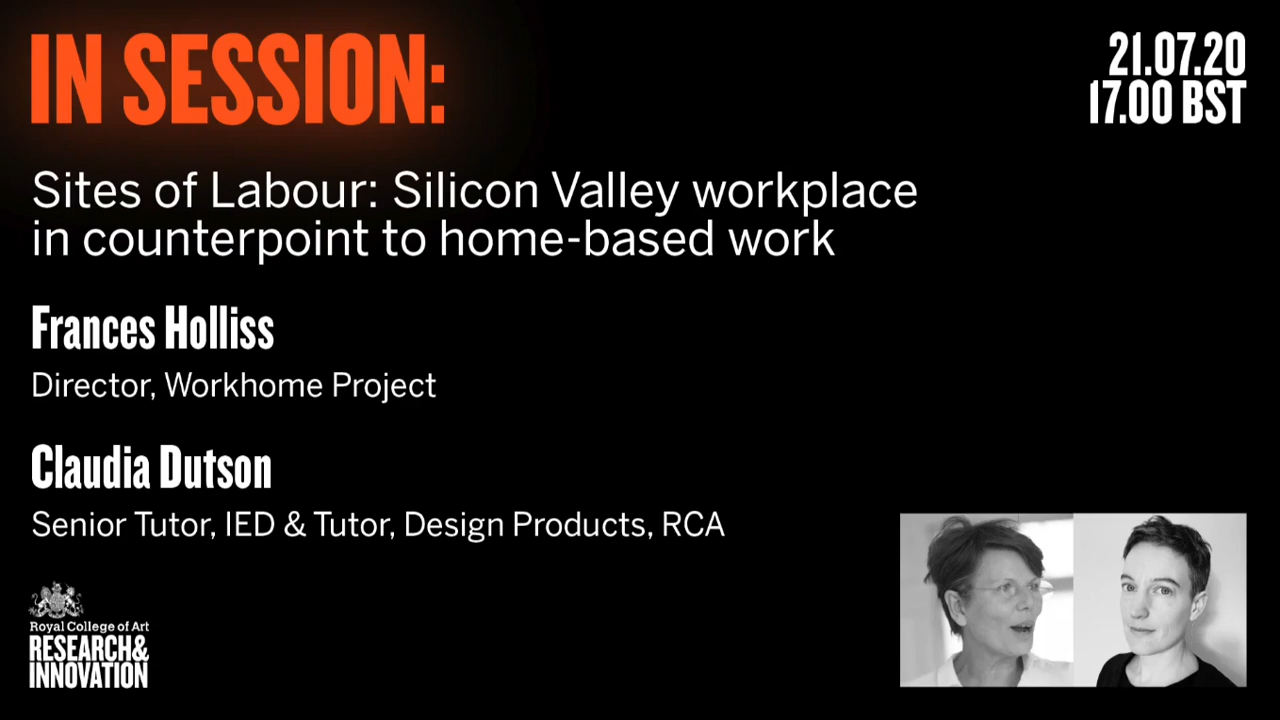 IN SESSION:
21.07.20
17.00 BST
Sites of Labour: Silicon Valley workplace
in counterpoint to home-based work
Frances Holliss
Director, Workhome Project
Claudia Dutson
Senior Tutor, IED & Tutor, Design Products, RCA
Royal College of Art
RESEARCH&
INNOVATION